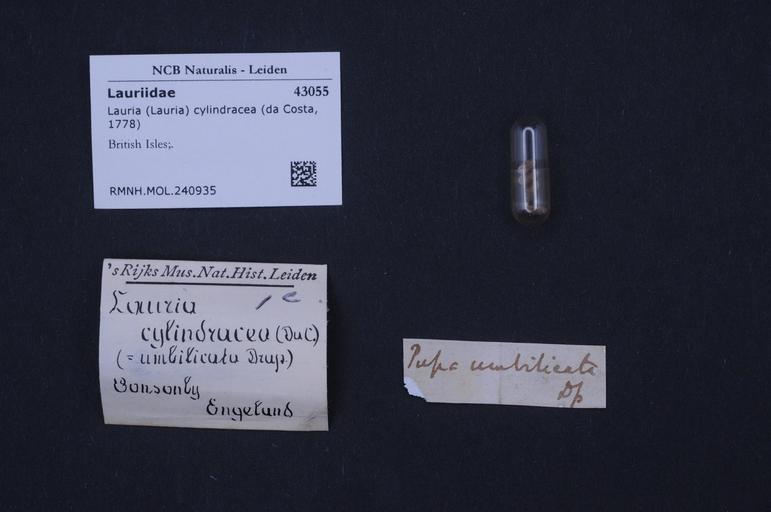 NCB Naturalis - Leiden
Lauriidae 43055
Lauria (Lauria) cylindracea (da Costa,
1778)
British Isles;.
RMNH.MOL.240935
's Rijks Mus. Nat. Hist. Leiden
Lauria
cylindracea (DaC.)
(= umbilicata Drap.)
Bonsonby
Engeland
Pupa umbilicata
Dp